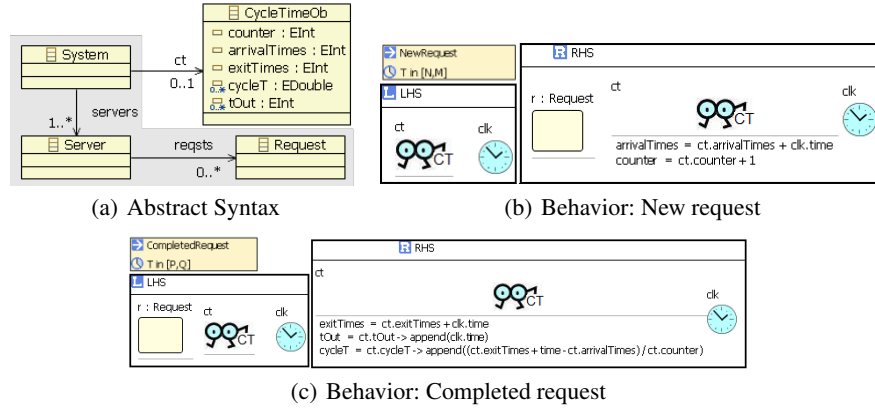 System
ct
0..1
CycleTimeOb
counter : EInt
arrivalTimes : EInt
exitTimes : EInt
0..* cycleT : EDouble
0..* tOut : EInt
servers
1..*
Server
reqsts
0..*
Request
(a) Abstract Syntax
NewRequest
T in [N,M]
L LHS
ct
CT
clk
R RHS
r : Request
ct
CT
clk
arrivalTimes = ct.arrivalTimes + clk.time
counter = ct.counter + 1
(b) Behavior: New request
CompletedRequest
T in [P,Q]
L LHS
r : Request
ct
CT
clk
R RHS
ct
CT
clk
exitTimes = ct.exitTimes + clk.time
tOut = ct.tOut -> append(clk.time)
cycleT = ct.cycleT -> append((ct.exitTimes + time - ct.arrivalTimes) / ct.counter)
(c) Behavior: Completed request